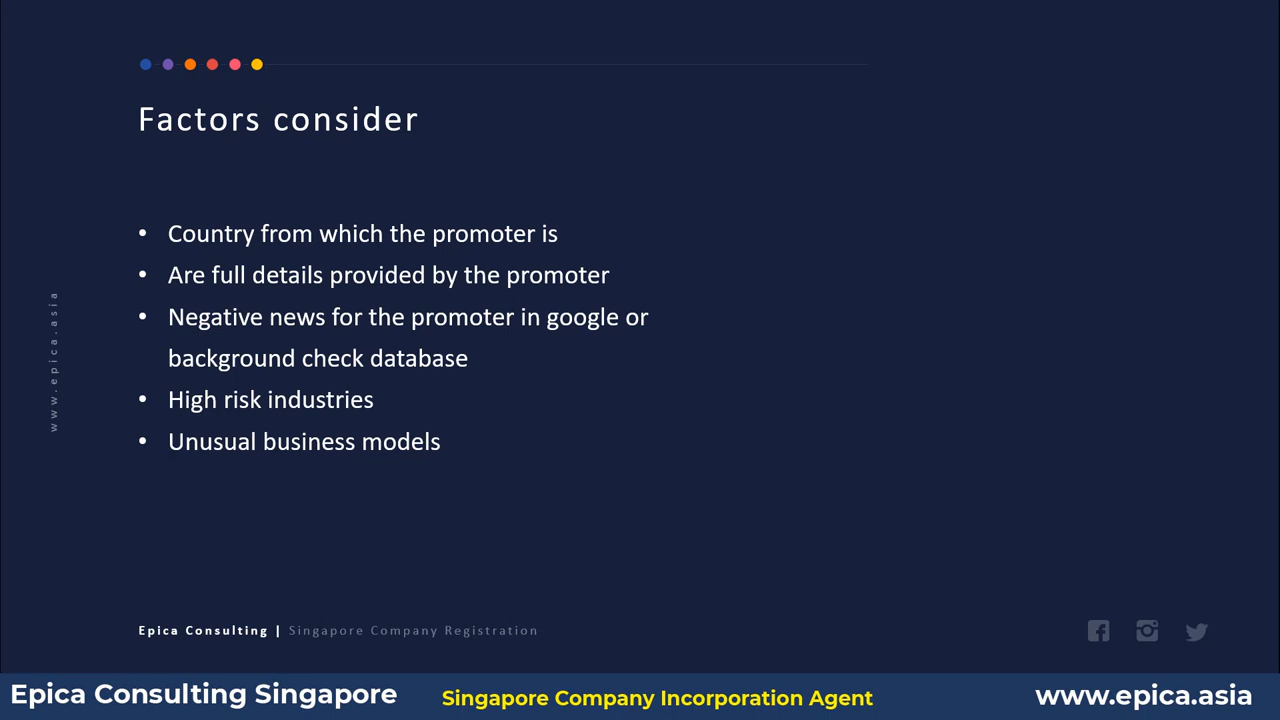 Factors consider
• Country from which the promoter is
• Are full details provided by the promoter
• Negative news for the promoter in google or
background check database
• High risk industries
• Unusual business models
www.epica.asia
Epica Consulting | Singapore Company Registration
Epica Consulting Singapore
Singapore Company Incorporation Agent
www.epica.asia